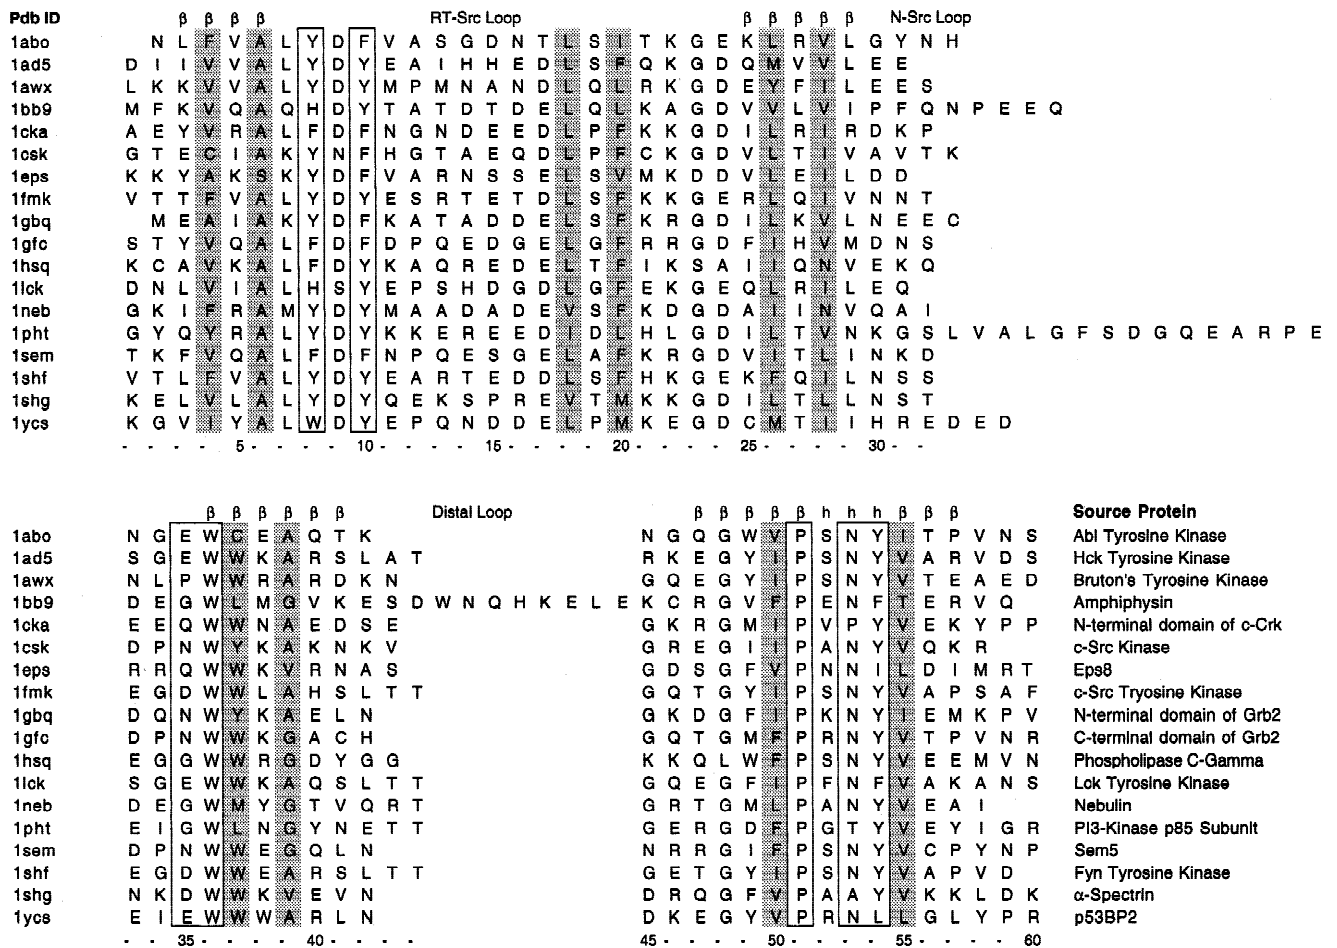 Pdb ID β β β β RT-Src Loop β β β β β N-Src Loop
1abo N L F V A L Y D F V A S G D N T L S I T K G E K L R V L G Y N H
1ad5 D I I V V A L Y D Y E A I H H E D L S F Q K G D Q M V V L E E
1awx L K K V V A L Y D Y M P M N A N D L Q L R K G D E Y F I L E E S
1bb9 M F K V Q A Q H D Y T A T D T D E L Q L K A G D V V L V I P F Q N P E E Q
1cka A E Y V R A L F D F N G N D E E D L P F K K G D I L R I R D K P
1csk G T E C I A K Y N F H G T A E Q D L P F C K G D V L T I V A V T K
1eps K K Y A K S K Y D F V A R N S S E L S V M K D D V L E I L D D
1fmk V T T F V A L Y D Y E S R T E T D L S F K K G E R L Q I V N N T
1gbq M E A I A K Y D F K A T A D D E L S F K R G D I L K V L N E E C
1gfc S T Y V Q A L F D F D P Q E D G E L G F R R G D F I H V M D N S
1hsq K C A V K A L F D Y K A Q R E D E L T F I K S A I I Q N V E K Q
1lck D N L V I A L H S Y E P S H D G D L G F E K G E Q L R I L E Q
1neb G K I F R A M Y D Y M A A D A D E V S F K D G D A I I N V Q A I
1pht G Y Q Y R A L Y D Y K K E R E E D I D L H L G D I L T V N K G S L V A L G F S D G Q E A R P E
1sem T K F V Q A L F D F N P Q E S G E L A F K R G D V I T L I N K D
1shf V T L F V A L Y D Y E A R T E D D L S F H K G E K F Q I L N S S
1shg K E L V L A L Y D Y Q E K S P R E V T M K K G D I L T L L N S T
1ycs K G V I Y A L W D Y E P Q N D D E L P M K E G D C M T I I H R E D E D
- - - - 5 - - - - 10 - - - - 15 - - - - 20 - - - - 25 - - - - 30 - -
β β β β β β Distal Loop β β β β β h h h β β β Source Protein
1abo N G E W C E A Q T K N G Q G W V P S N Y I T P V N S Abl Tyrosine Kinase
1ad5 S G E W W K A R S L A T R K E G Y I P S N Y V A R V D S Hck Tyrosine Kinase
1awx N L P W W R A R D K N G Q E G Y I P S N Y V T E A E D Bruton's Tyrosine Kinase
1bb9 D E G W L M G V K E S D W N Q H K E L E K C R G V F P E N F T E R V Q Amphiphysin
1cka E E Q W W N A E D S E G K R G M I P V P Y V E K Y P P N-terminal domain of c-Crk
1csk D P N W Y K A K N K V G R E G I I P A N Y V Q K R c-Src Kinase
1eps R R Q W W K V R N A S G D S G F V P N N I L D I M R T Eps8
1fmk E G D W W L A H S L T T G Q T G Y I P S N Y V A P S A F c-Src Tryosine Kinase
1gbq D Q N W Y K A E L N G K D G F I P K N Y I E M K P V N-terminal domain of Grb2
1gfc D P N W W K G A C H G Q T G M F P R N Y V T P V N R C-terminal domain of Grb2
1hsq E G G W W R G D Y G G K K Q L W F P S N Y V E E M V N Phospholipase C-Gamma
1lck S G E W W K A Q S L T T G Q E G F I P F N F V A K A N S Lck Tyrosine Kinase
1neb D E G W M Y G T V Q R T G R T G M L P A N Y V E A I Nebulin
1pht E I G W L N G Y N E T T G E R G D F P G T Y V E Y I G R PI3-Kinase p85 Subunit
1sem D P N W W E G Q L N N R R G I F P S N Y V C P Y N P Sem5
1shf E G D W W E A R S L T T G E T G Y I P S N Y V A P V D Fyn Tyrosine Kinase
1shg N K D W W K V E V N D R Q G F V P A A Y V K K L D K α-Spectrin
1ycs E I E W W W A R L N D K E G Y V P R N L L G L Y P R p53BP2
- - 35 - - - - 40 - - - - 45 - - - - 50 - - - - 55 - - - - 60